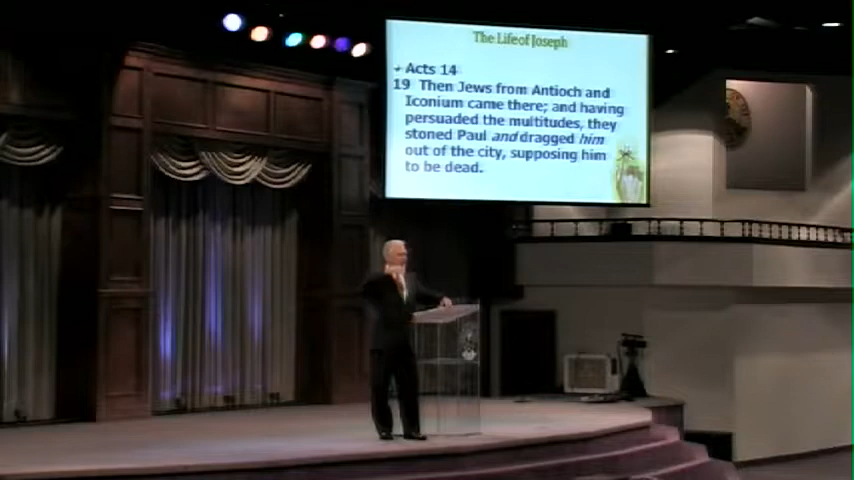 The Life of Joseph
Acts 14
19 Then Jews from Antioch and
Iconium came there; and having
persuaded the multitudes, they
stoned Paul and dragged him
out of the city, supposing him
to be dead.